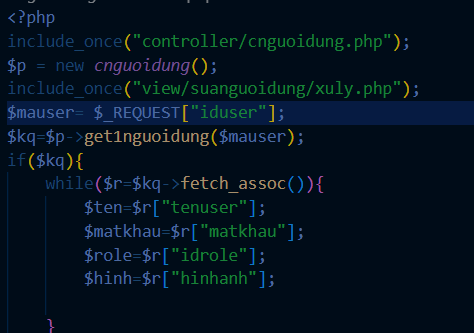 <?php
include_once("controller/cnguoidung.php");
$p = new cnguoidung();
include_once("view/suanguoidung/xuly.php");
$mauser= $_REQUEST["iduser"];
$kq=$p->get1nguoidung($mauser);
if($kq){
    while($r=$kq->fetch_assoc()){
        $ten=$r["tenuser"];
        $matkhau=$r["matkhau"];
        $role=$r["idrole"];
        $hinh=$r["hinhanh"];
    }